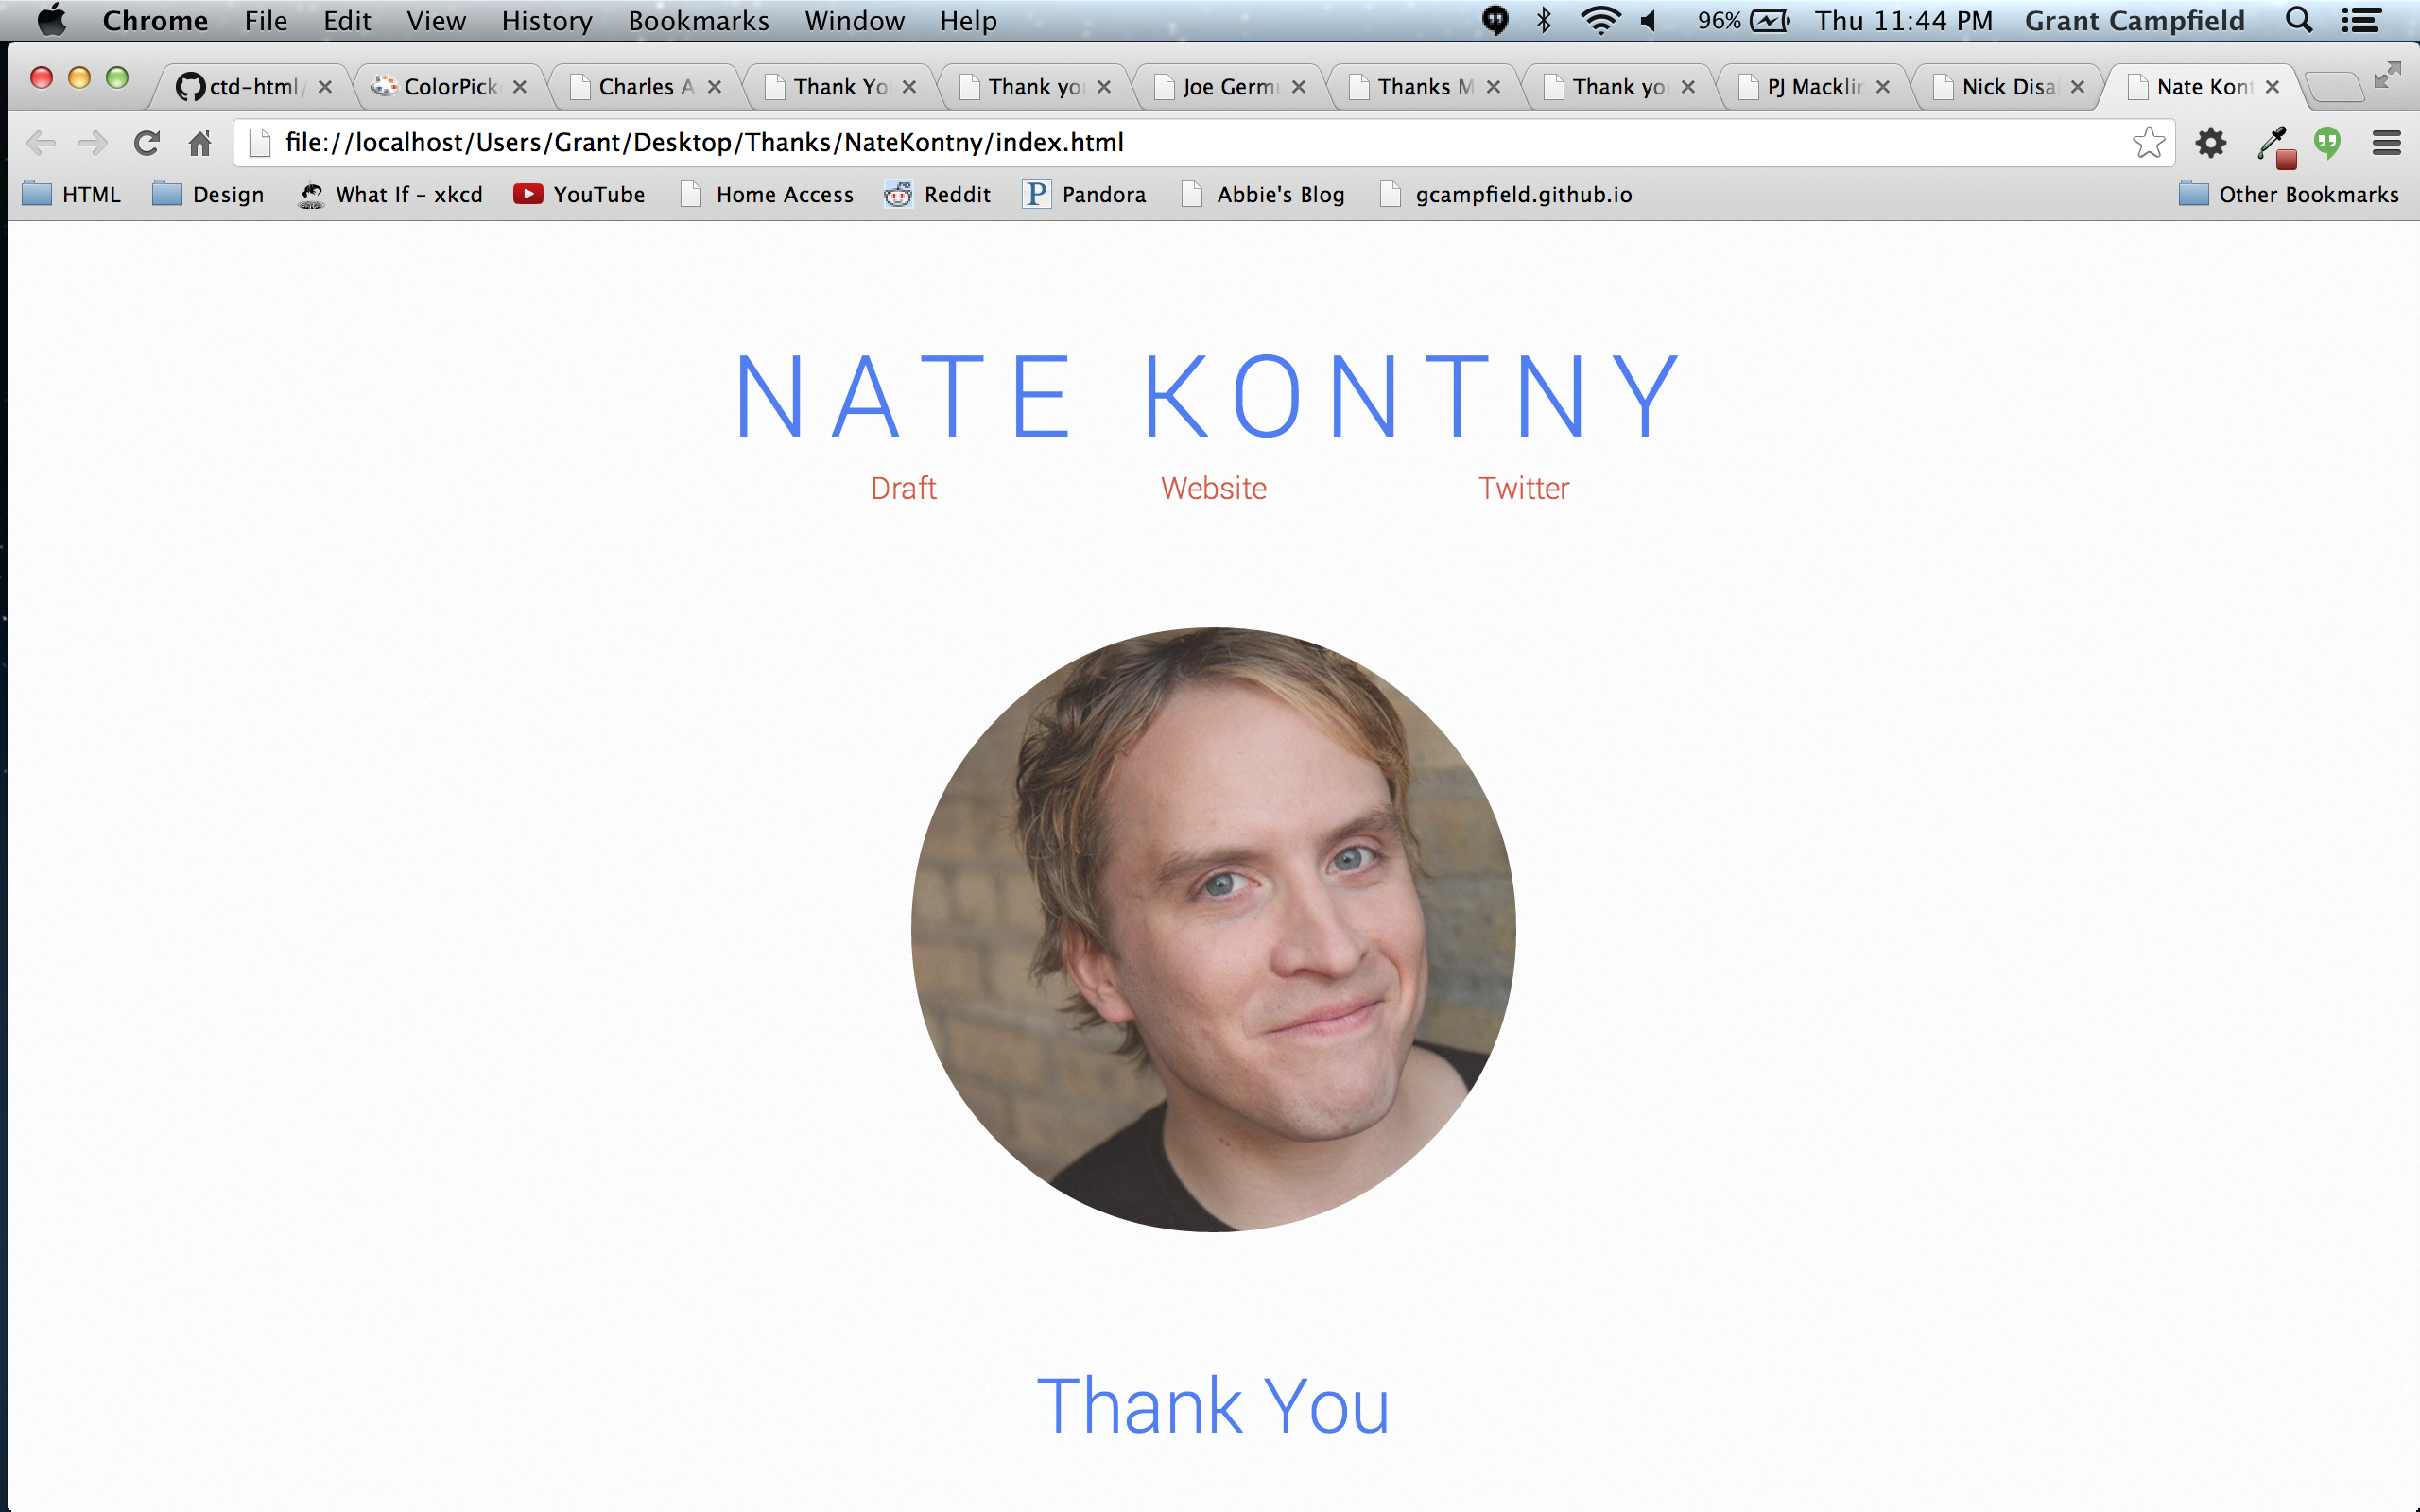 Chrome File Edit View History Bookmarks Window Help 96% Thu 11:44 PM Grant Campfield
ctd-html/ ColorPick Charles A Thank Yo Thank yo Joe Germ Thanks M Thank yo PJ Macklin Nick Disa Nate Kont
file://localhost/Users/Grant/Desktop/Thanks/NateKontny/index.html
HTML Design What If - xkcd YouTube Home Access Reddit P Pandora Abbie's Blog gcampfield.github.io Other Bookmarks
NATE KONTNY
Draft Website Twitter
Thank You